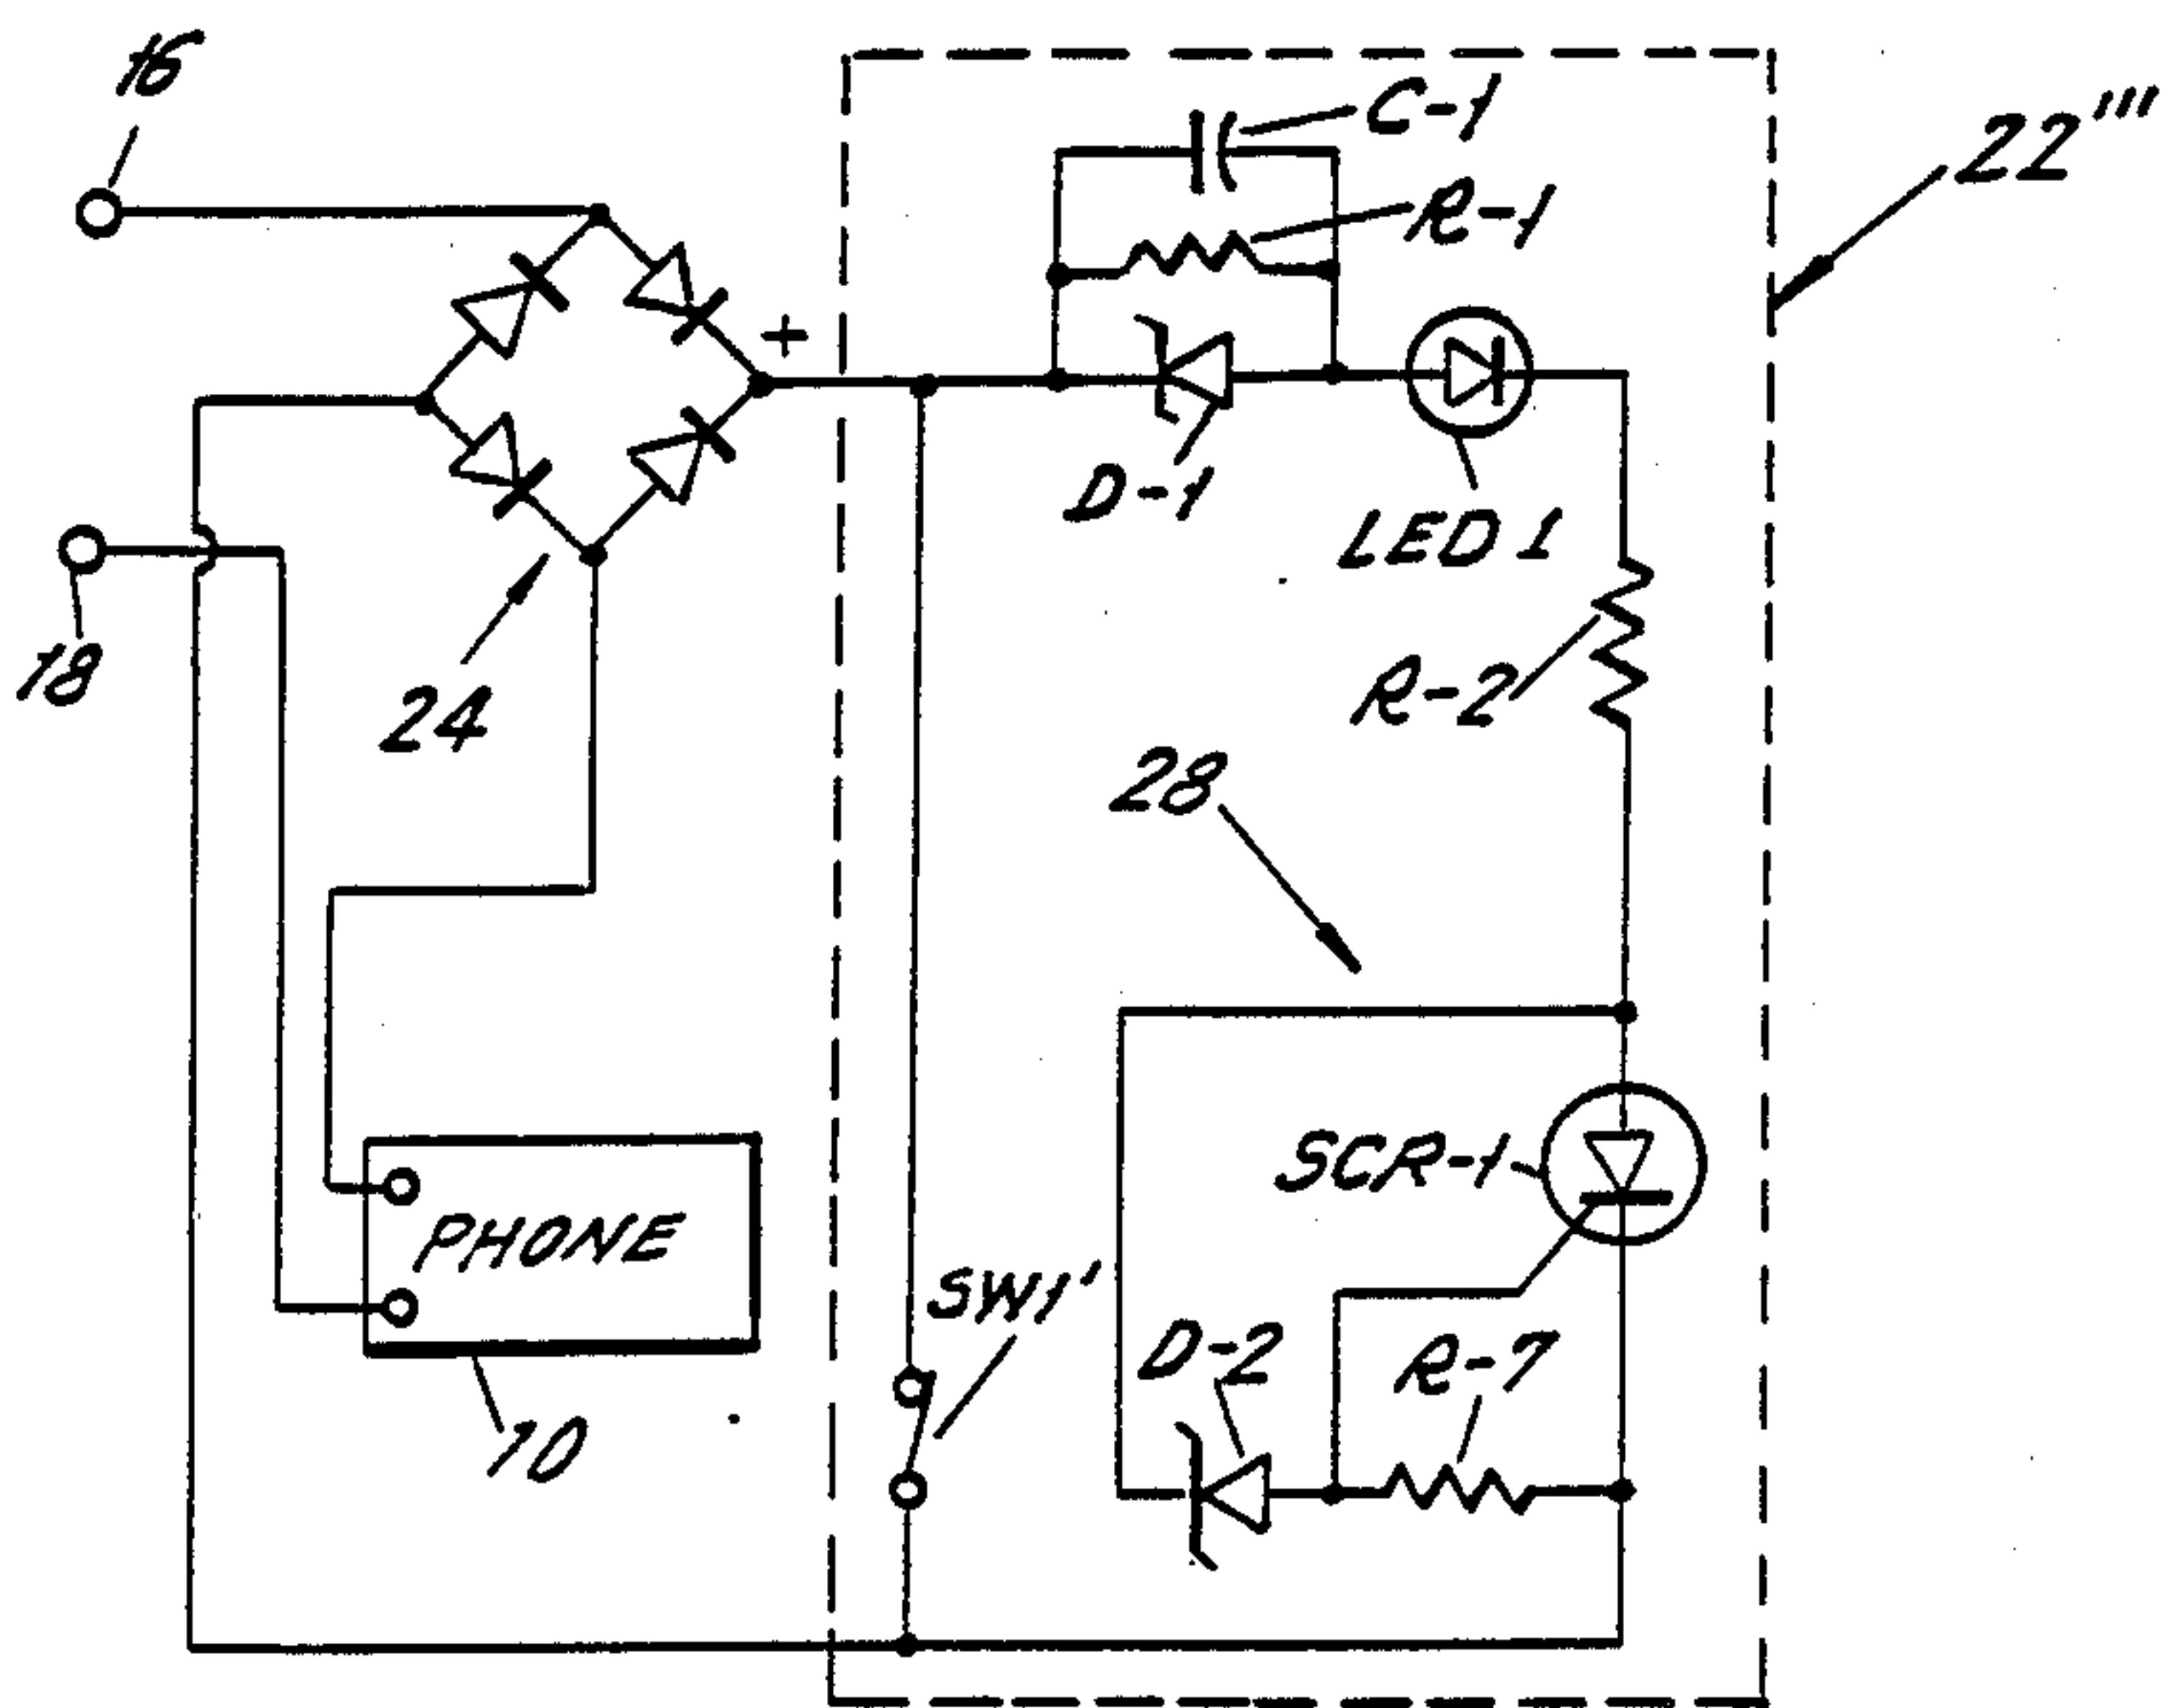 16
C-1
22'''
R-1
+
D-1
LED 1
18
24
R-2
28
SCR-1
PHONE
SW1'
D-2
R-7
10